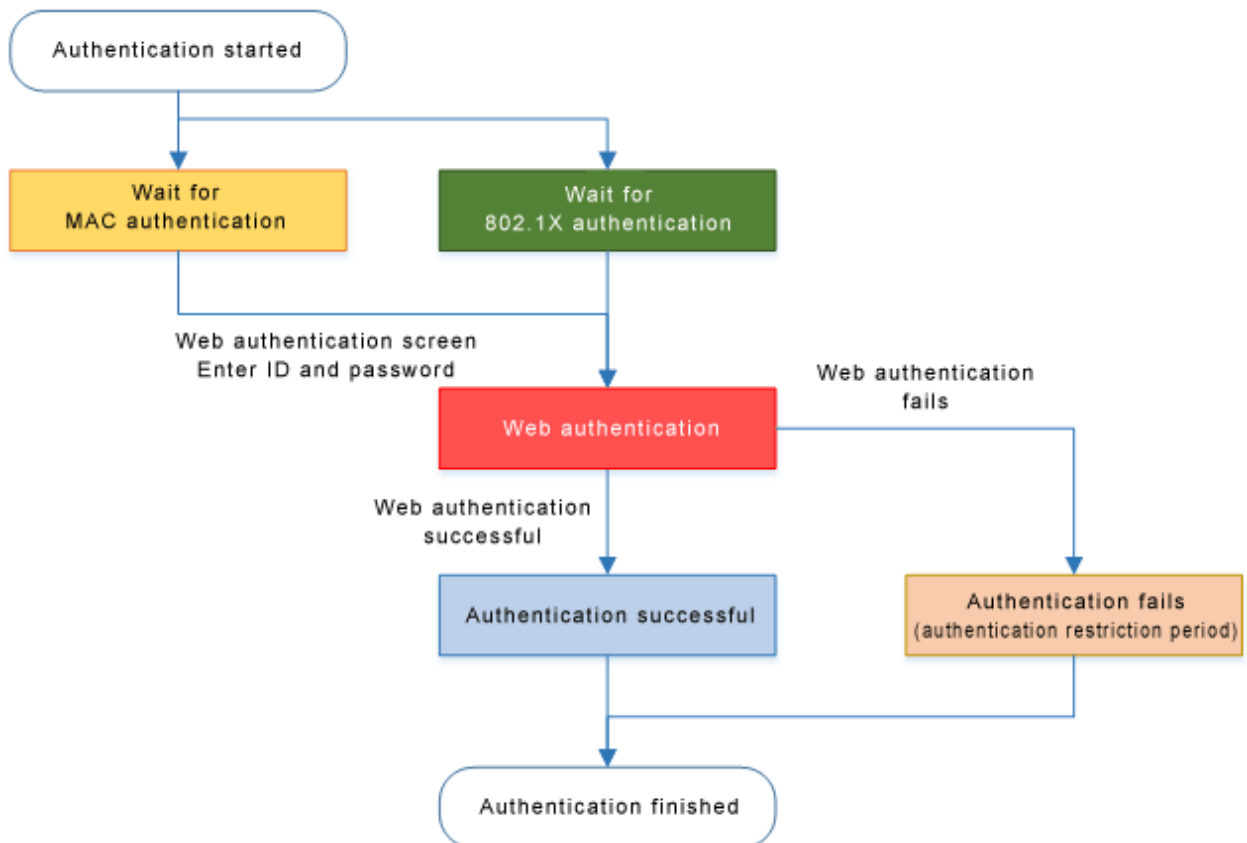 Authentication started
Wait for
MAC authentication
Wait for
802.1X authentication
Web authentication screen
Enter ID and password
Web authentication
fails
Web authentication
Web authentication
successful
Authentication successful
Authentication fails
(authentication restriction period)
Authentication finished